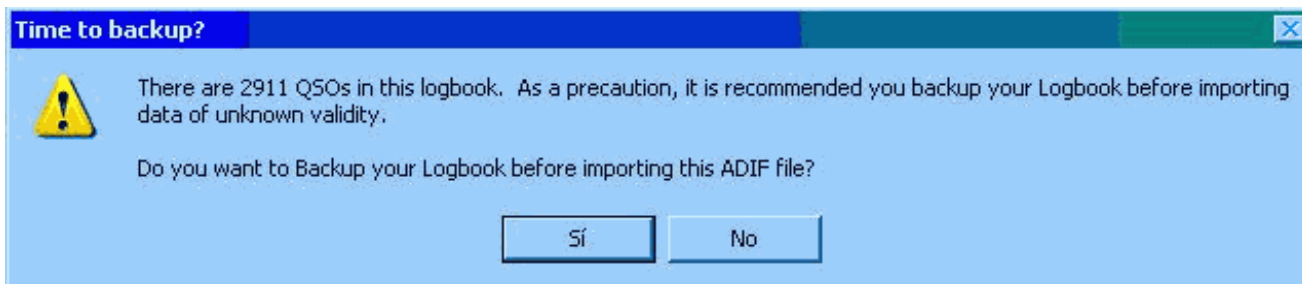 Time to backup?
There are 2911 QSOs in this logbook. As a precaution, it is recommended you backup your Logbook before importing
data of unknown validity.
Do you want to Backup your Logbook before importing this ADIF file?
Sí
No